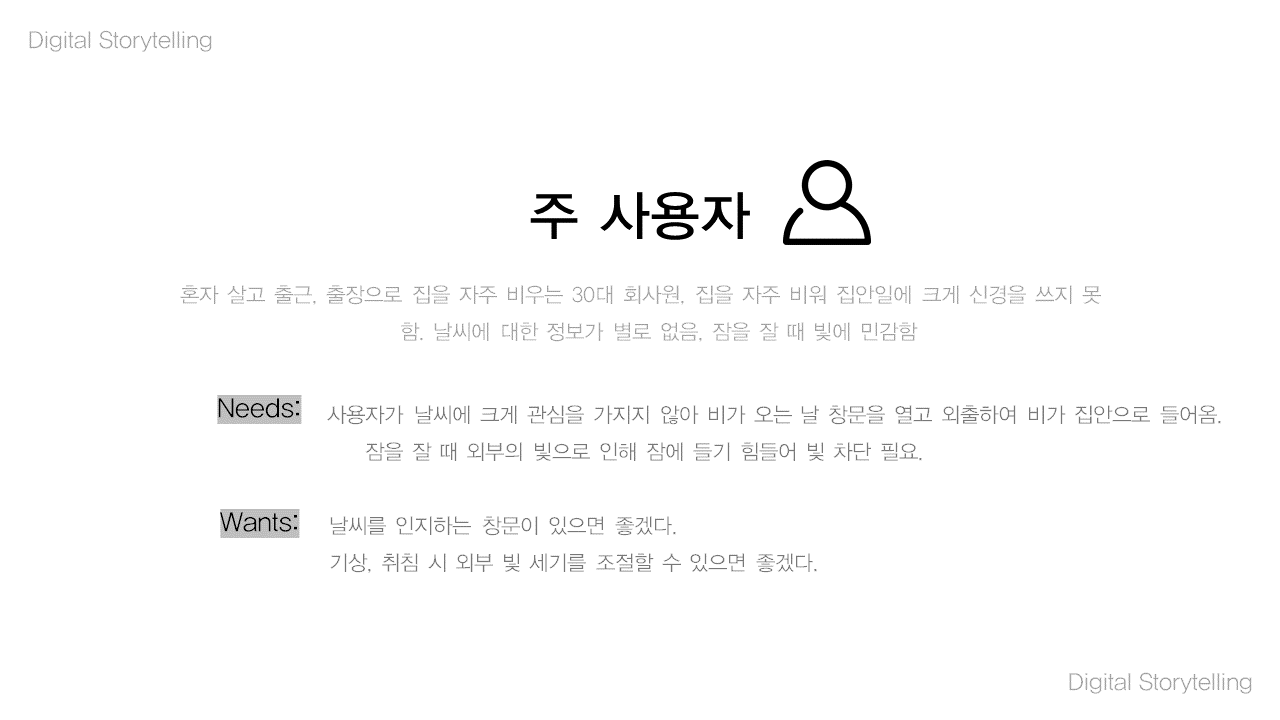 Digital Storytelling
주 사용자
혼자 살고 출근, 출장으로 집을 자주 비우는 30대 회사원, 집을 자주 비워 집안일에 크게 신경을 쓰지 못
함. 날씨에 대한 정보가 별로 없음, 잠을 잘 때 빛에 민감함
Needs: 사용자가 날씨에 크게 관심을 가지지 않아 비가 오는 날 창문을 열고 외출하여 비가 집안으로 들어옴.
잠을 잘 때 외부의 빛으로 인해 잠에 들기 힘들어 빛 차단 필요.
Wants: 날씨를 인지하는 창문이 있으면 좋겠다.
기상, 취침 시 외부 빛 세기를 조절할 수 있으면 좋겠다.
Digital Storytelling